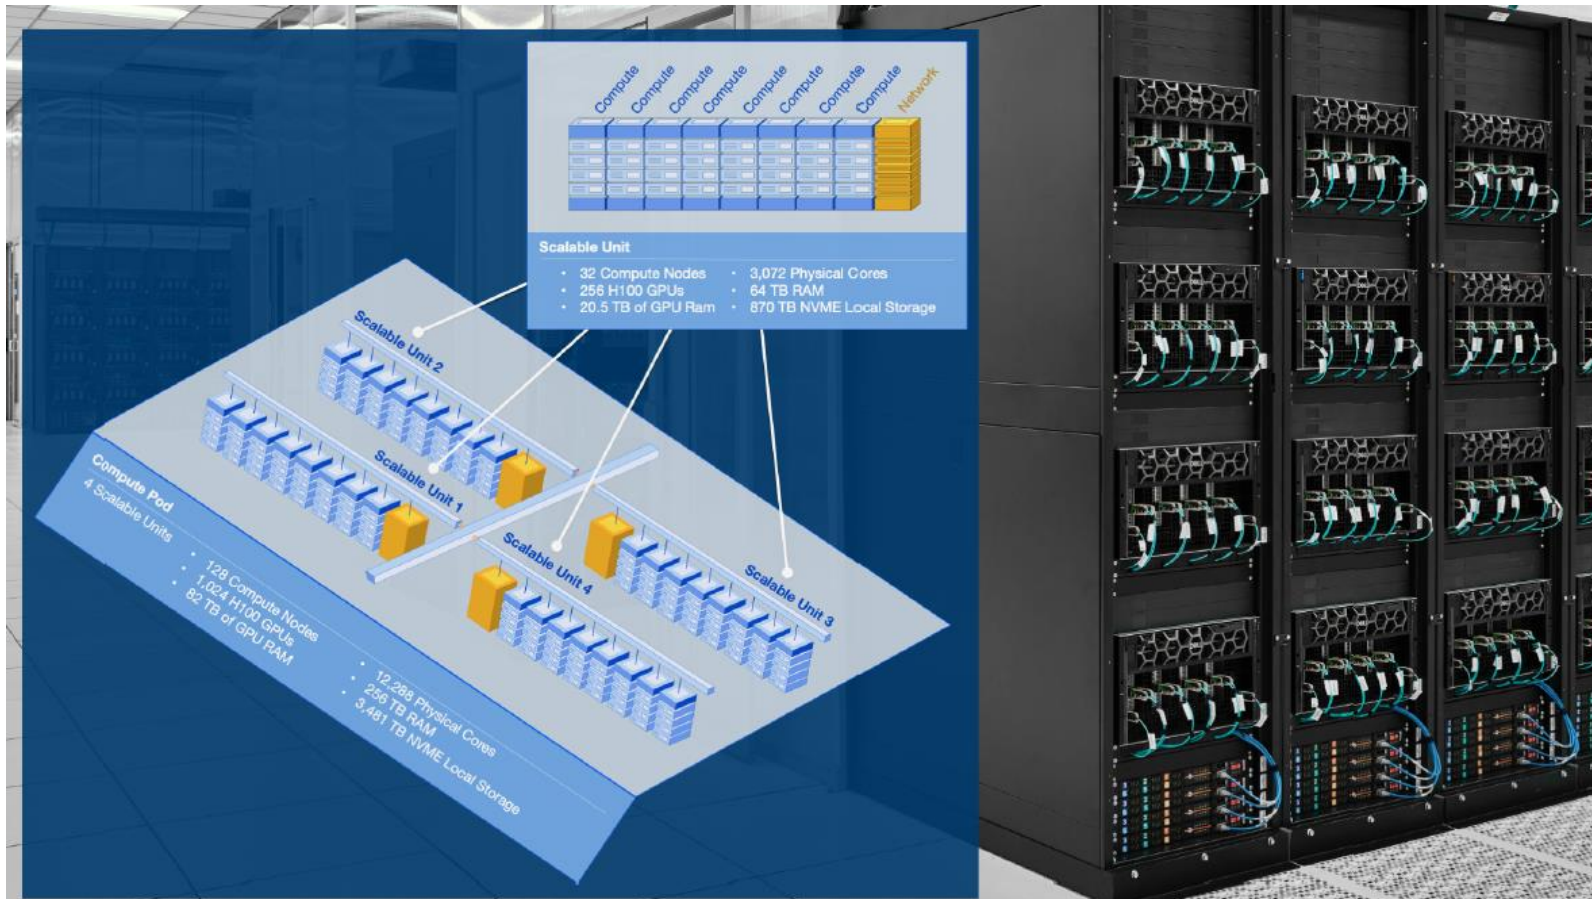 Compute Compute Compute Compute Compute Compute Compute Compute Network
Scalable Unit
• 32 Compute Nodes
• 256 H100 GPUs
• 20.5 TB of GPU Ram
• 3,072 Physical Cores
• 64 TB RAM
• 870 TB NVME Local Storage
Scalable Unit 2
Scalable Unit 1
Scalable Unit 4
Scalable Unit 3
Compute Pod
4 Scalable Units
• 128 Compute Nodes
• 1,024 H100 GPUs
• 82 TB of GPU RAM
• 12,288 Physical Cores
• 256 TB RAM
• 3,481 TB NVME Local Storage